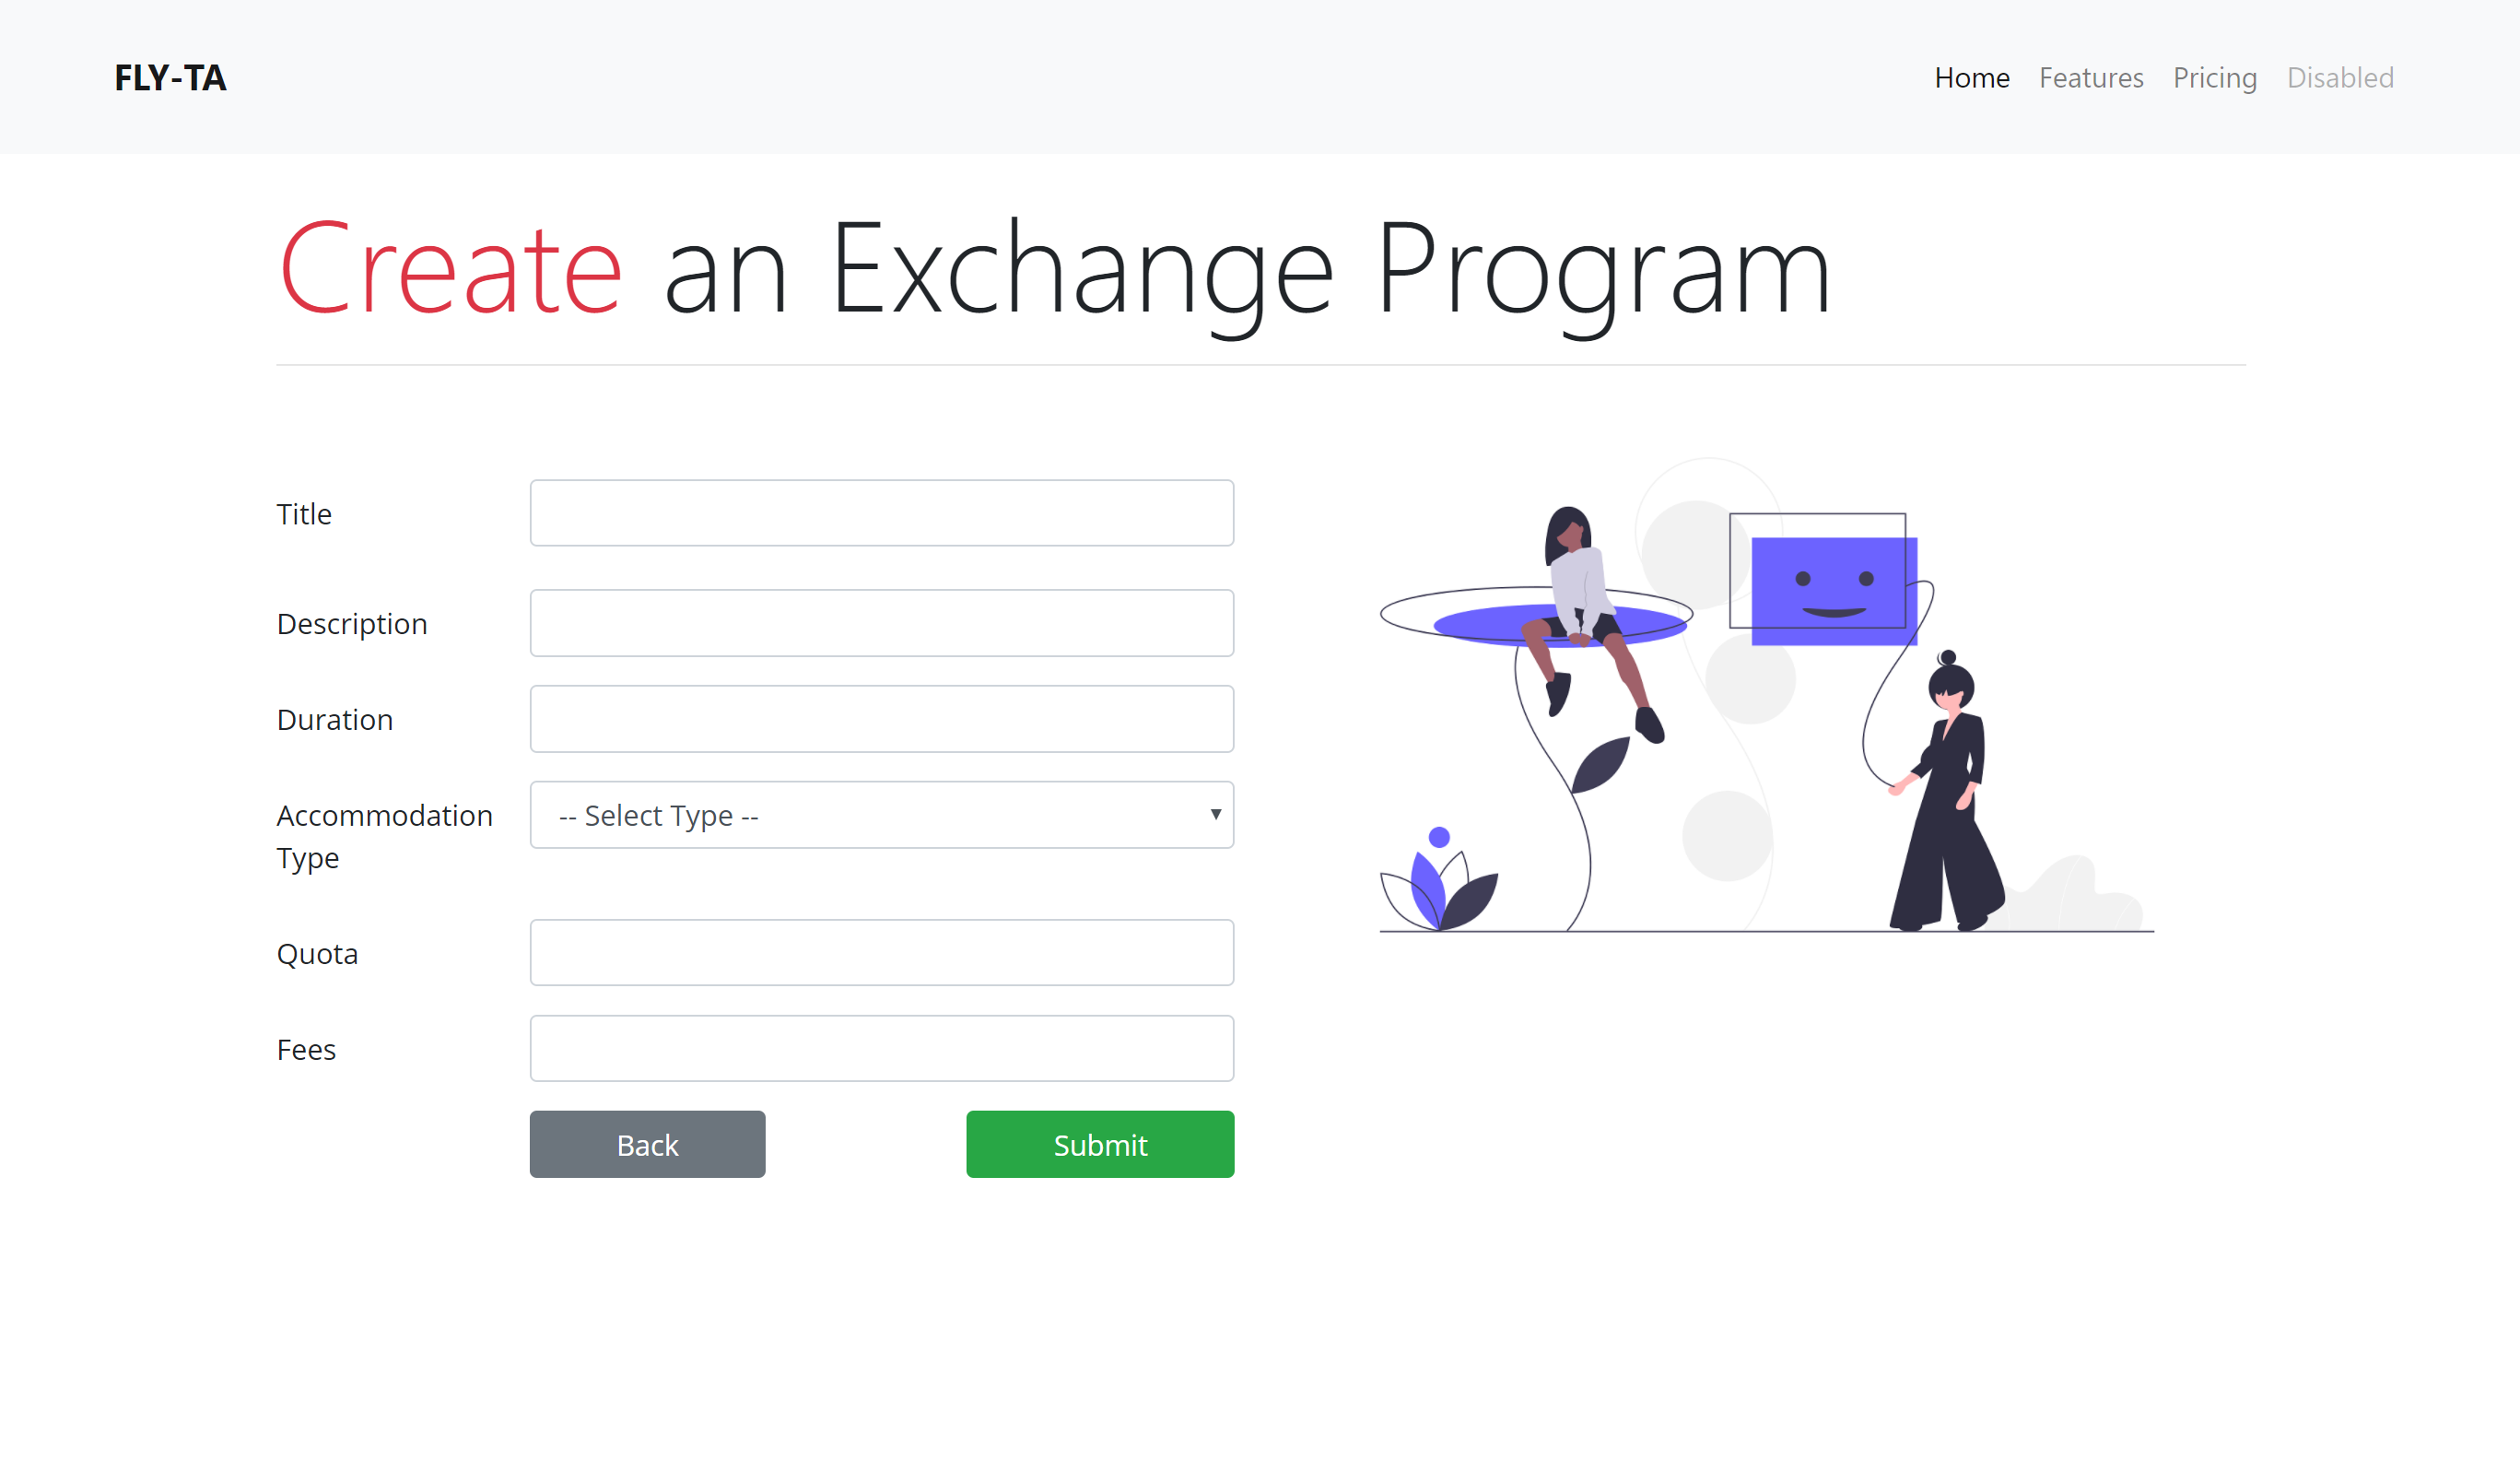 FLY-TA
Home Features Pricing Disabled
Create an Exchange Program
Title
Description
Duration
Accommodation
Type
-- Select Type --
Quota
Fees
Back Submit